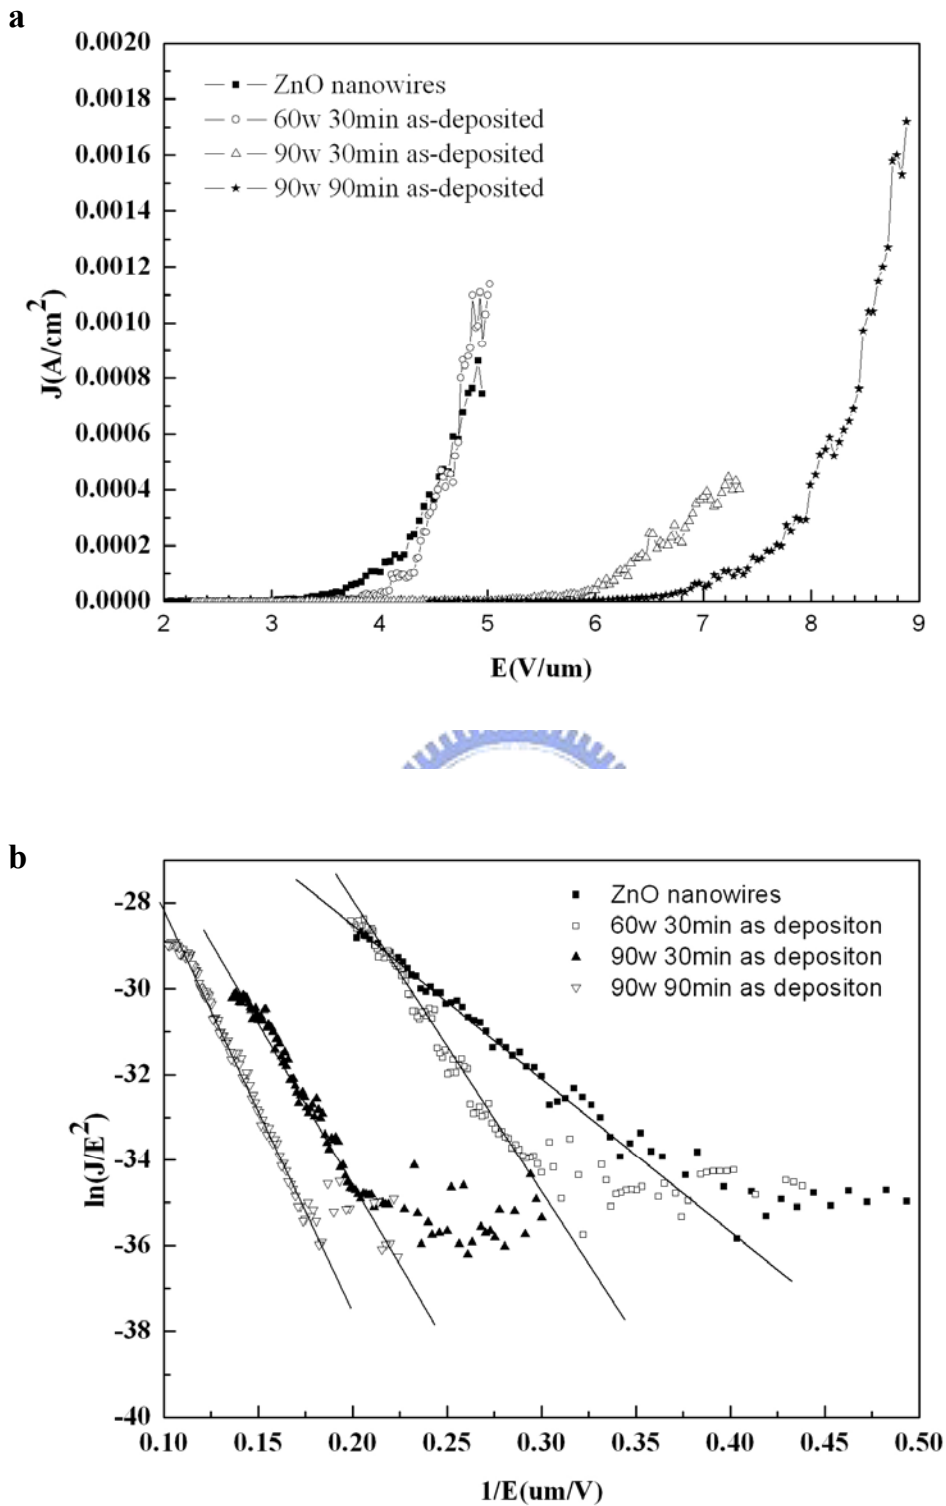 a
0.0020
0.0018
0.0016
0.0014
0.0012
0.0010
0.0008
0.0006
0.0004
0.0002
0.0000
J(A/cm²)
ZnO nanowires
60w 30min as-deposited
90w 30min as-deposited
90w 90min as-deposited
2 3 4 5 6 7 8 9
E(V/um)
b
-28
-30
-32
-34
-36
-38
-40
ln(J/E²)
ZnO nanowires
60w 30min as depositon
90w 30min as depositon
90w 90min as depositon
0.10 0.15 0.20 0.25 0.30 0.35 0.40 0.45 0.50
1/E(um/V)